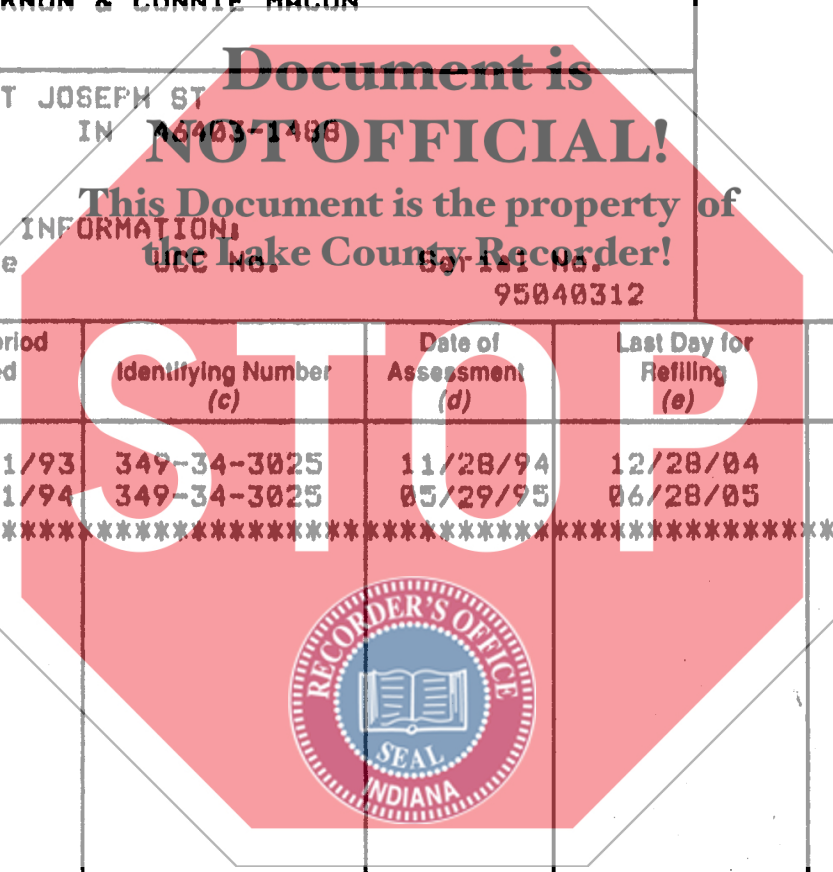 & CONNIE MACON
Document is
T JOSEPH ST
IN 46403-1488
NOT OFFICIAL!
This Document is the property of
INFORMATION:
the Lake County Recorder!
e UCC No. Serial No.
95040312
eriod
ed
Identifying Number
(c)
Date of
Assessment
(d)
Last Day for
Refiling
(e)
1/93 349-34-3025 11/28/94 12/28/04
1/94 349-34-3025 05/29/95 06/28/05
STOP
RECORDER'S OFFICE
SEAL
INDIANA